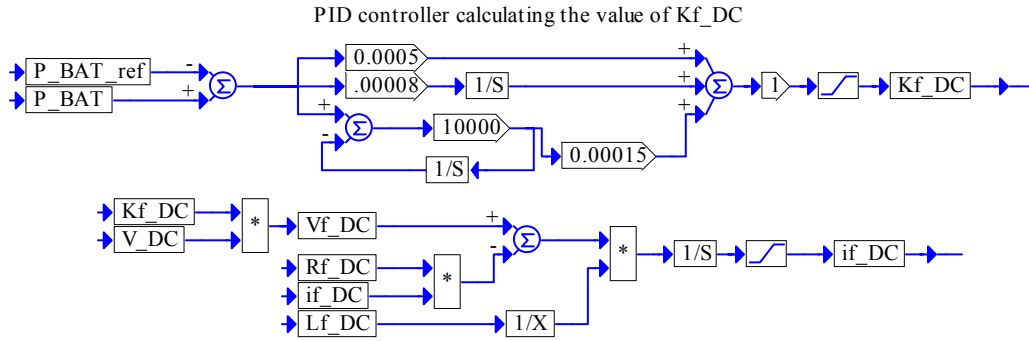 PID controller calculating the value of Kf_DC
P_BAT_ref - Σ 0.0005 + Σ 1 Kf_DC
P_BAT + .00008 1/S +
+ Σ 10000 +
- 1/S 0.00015
Kf_DC * Vf_DC + Σ * 1/S if_DC
V_DC -
Rf_DC *
if_DC
Lf_DC 1/X